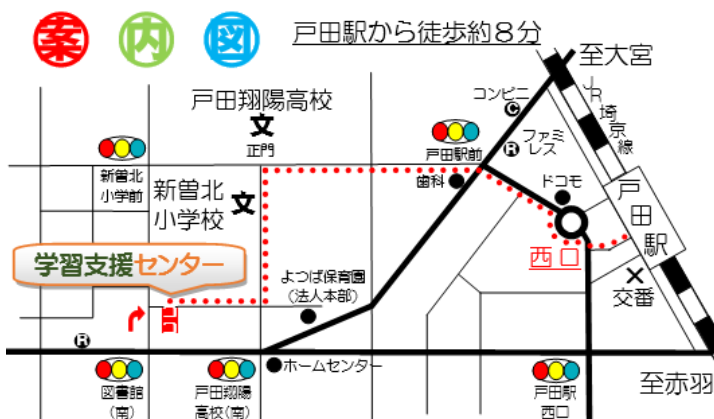 案内図
戸田駅から徒歩約8分
至大宮
コンビニ
C
JR埼京線
戸田翔陽高校
文
正門
戸田駅前
R
ファミ
レス
新曽北
小学前
新曽北
小学校
文
歯科
ドコモ
戸田駅
西口
学習支援センター
よつば保育園
(法人本部)
交番
R
ホームセンター
図書館
(南)
戸田翔陽
高校(南)
戸田駅
西口
至赤羽